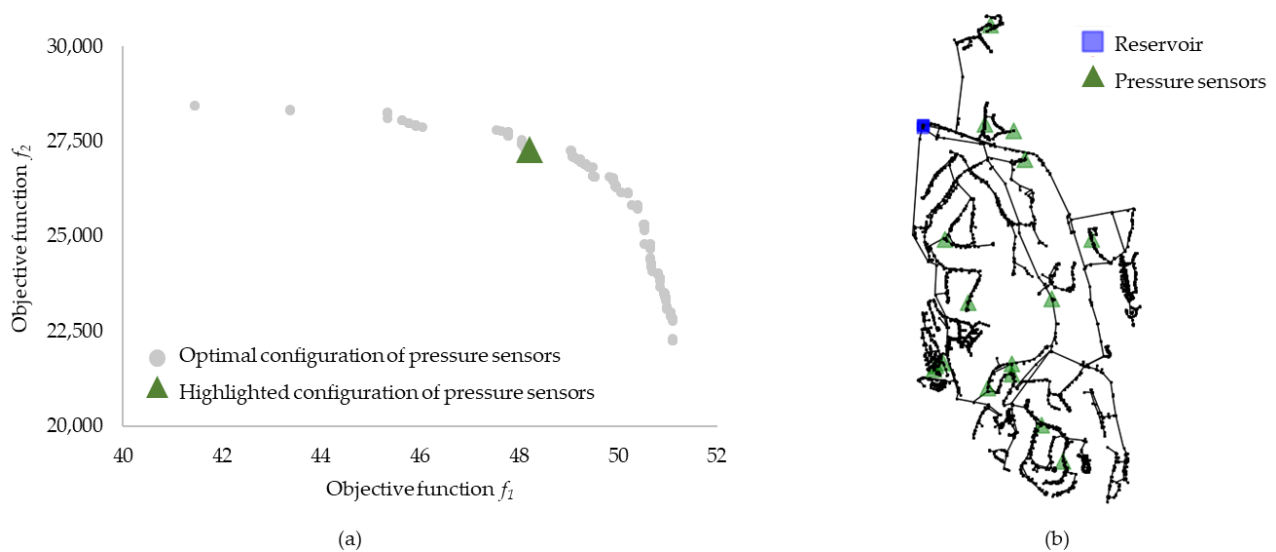 30,000
27,500
25,000
22,500
20,000
Objective function f2
Optimal configuration of pressure sensors
Highlighted configuration of pressure sensors
40 42 44 46 48 50 52
Objective function f1
(a)
Reservoir
Pressure sensors
(b)